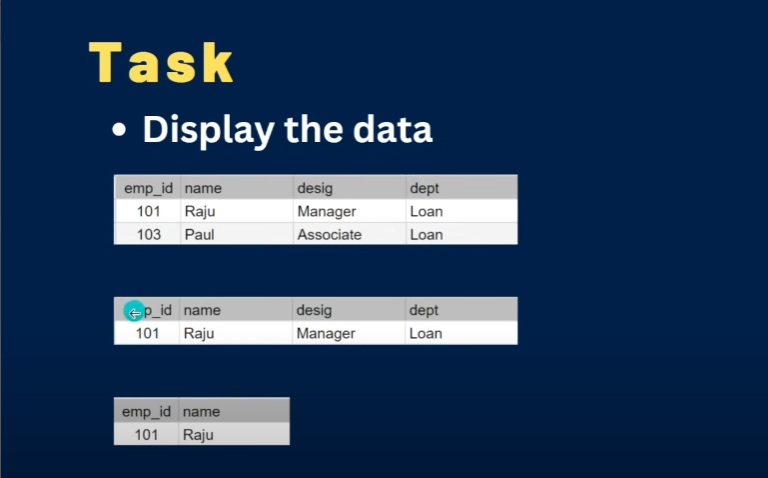 Task
• Display the data
emp_id name desig dept
101 Raju Manager Loan
103 Paul Associate Loan
p_id name desig dept
101 Raju Manager Loan
emp_id name
101 Raju